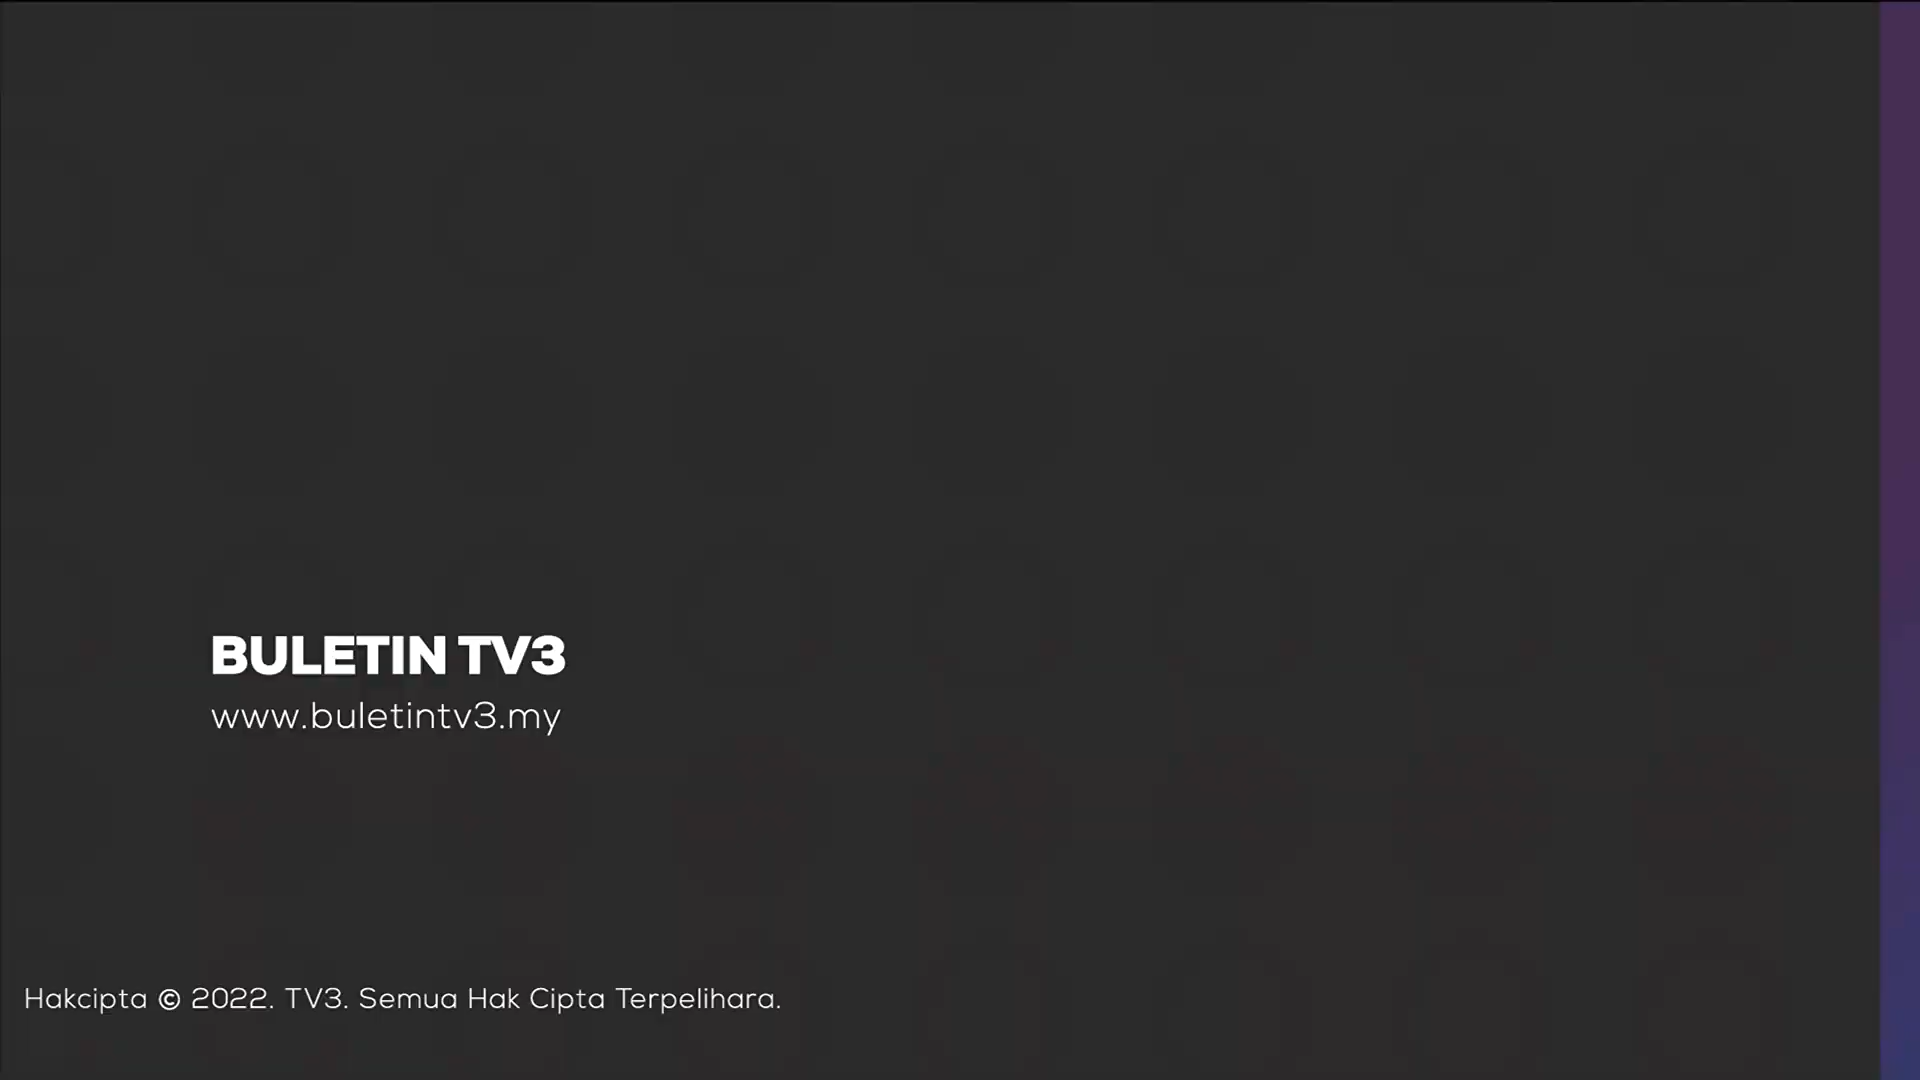 BULETIN TV3
www.buletintv3.my
Hakcipta © 2022. TV3. Semua Hak Cipta Terpelihara.